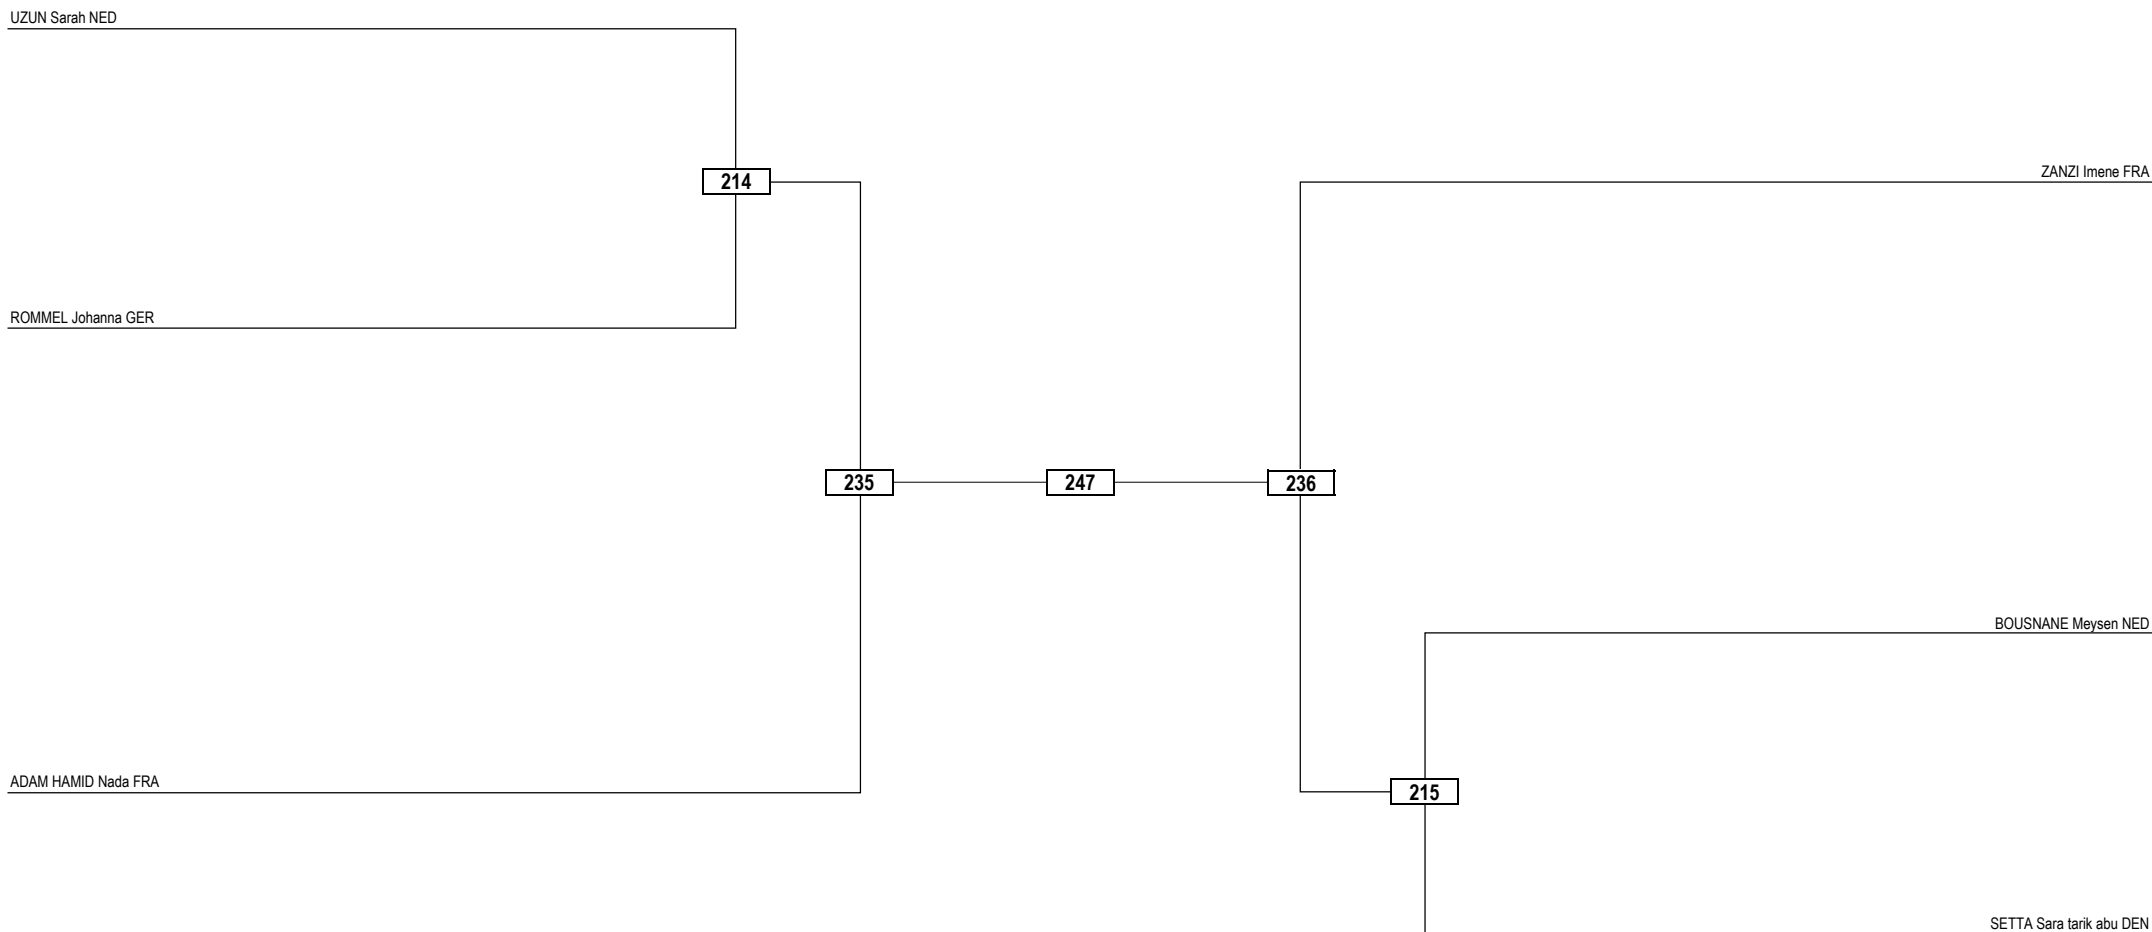 UZUN Sarah NED
214
ZANZI Imene FRA
ROMMEL Johanna GER
235
247
236
BOUSNANE Meysen NED
ADAM HAMID Nada FRA
215
SETTA Sara tarik abu DEN